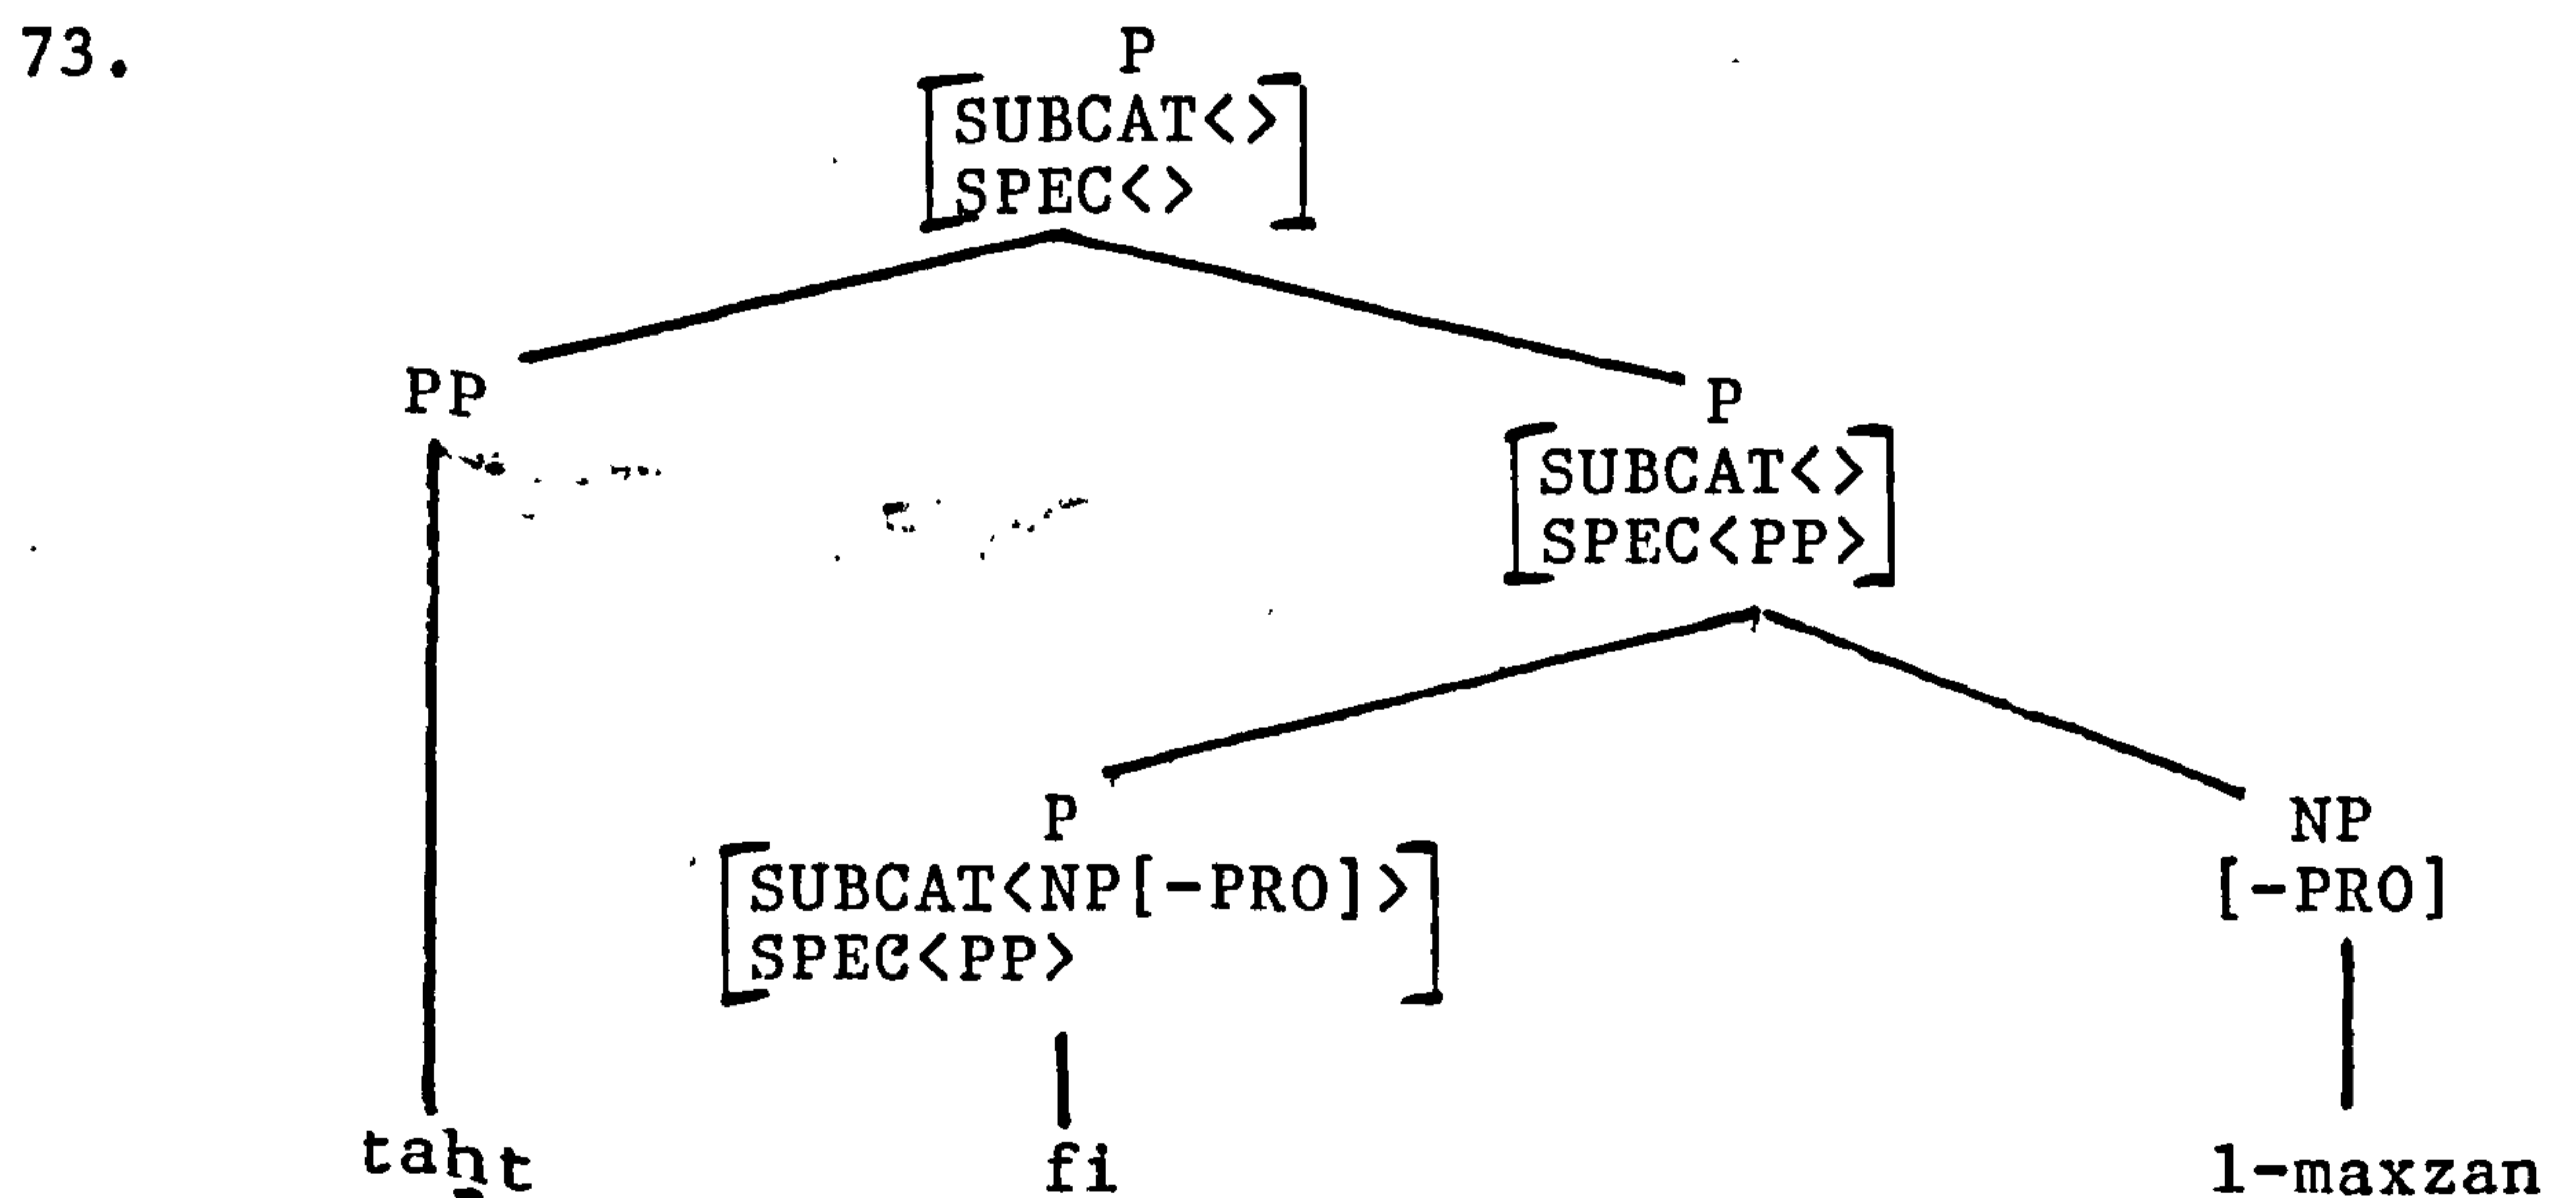 73.
P
[SUBCAT<>
SPEC<>]
PP
P
[SUBCAT<>
SPEC<PP>]
P
[SUBCAT<NP[-PRO]>
SPEC<PP>]
NP
[-PRO]
taḥt
fi
l-maxzan